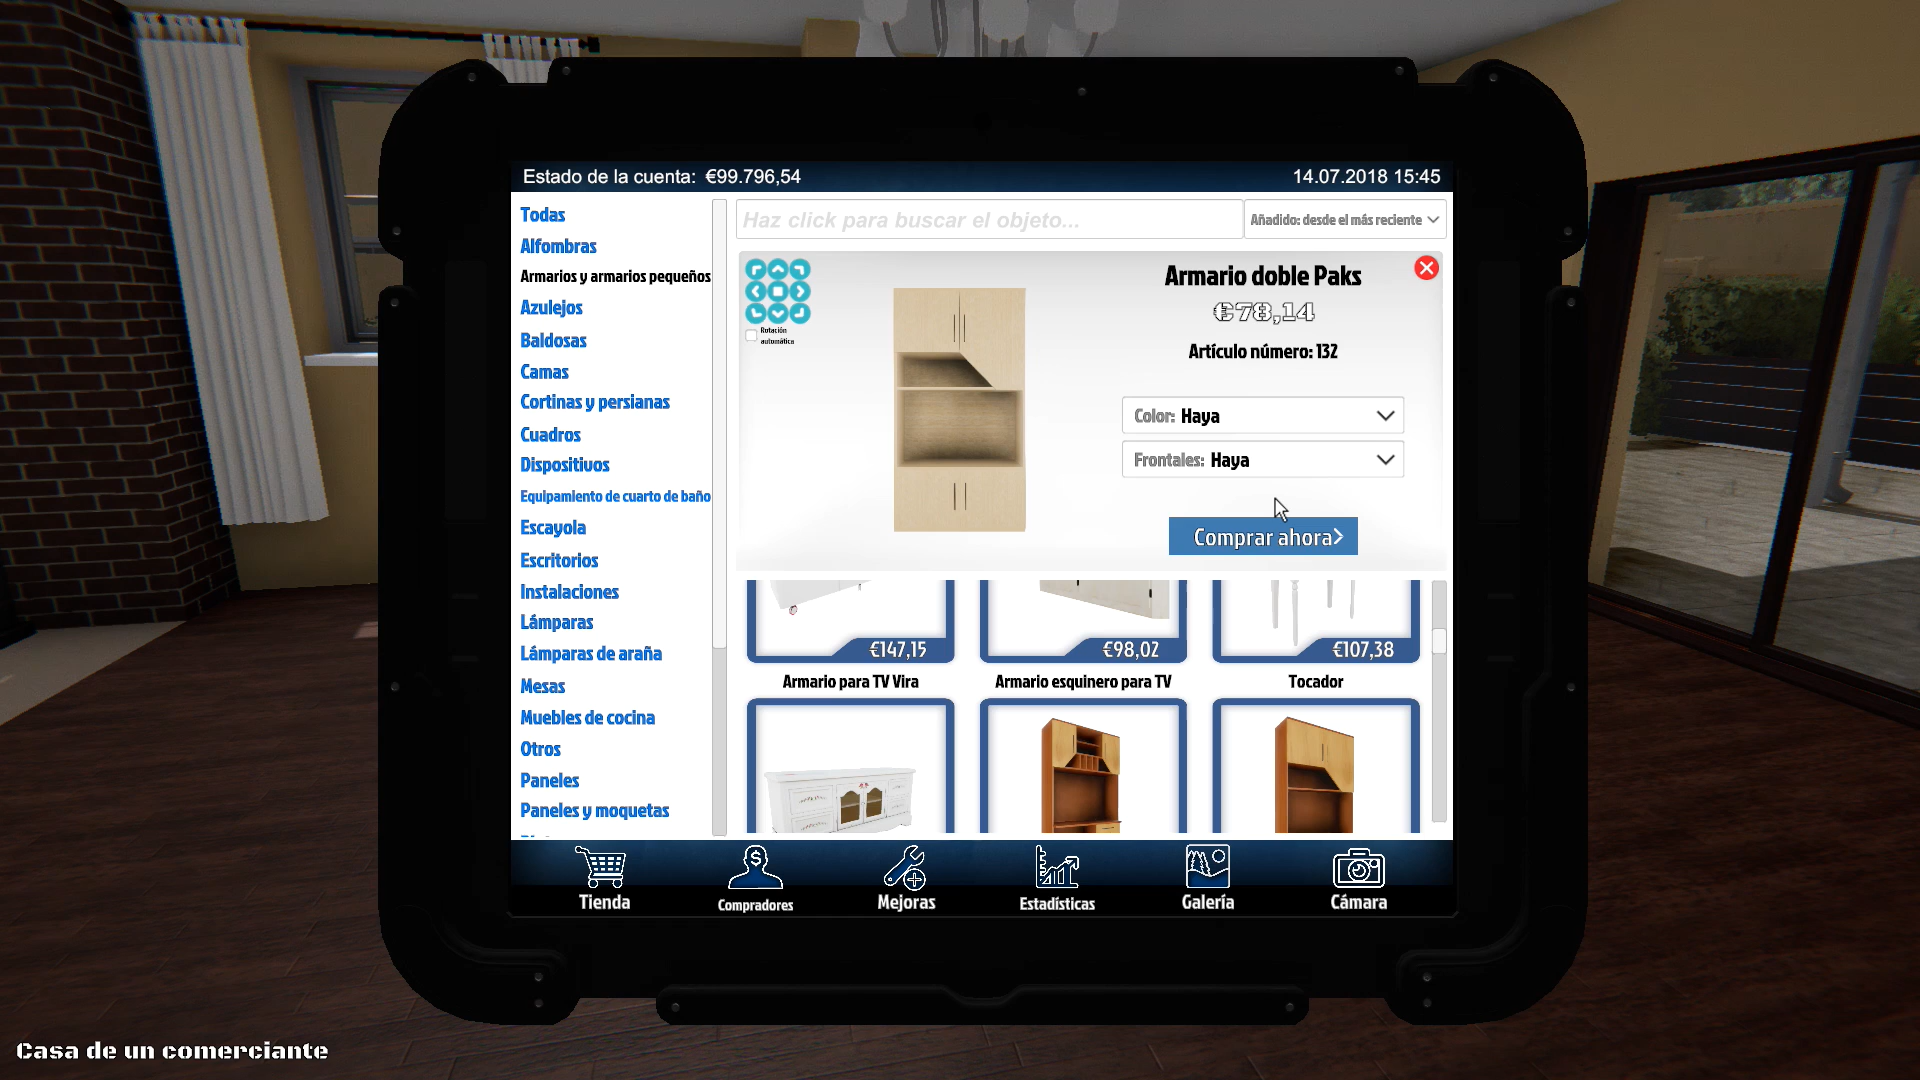 Estado de la cuenta: €99.796,54
14.07.2018 15:45
Todas
Alfombras
Armarios y armarios pequeños
Azulejos
Baldosas
Camas
Cortinas y persianas
Cuadros
Dispositivos
Equipamiento de cuarto de baño
Escayola
Escritorios
Instalaciones
Lámparas
Lámparas de araña
Mesas
Muebles de cocina
Otros
Paneles
Paneles y moquetas
Haz click para buscar el objeto...
Añadido: desde el más reciente
Rotación
automática
Armario doble Paks
€78,14
Artículo número: 132
Color: Haya
Frontales: Haya
Comprar ahora
€147,15
€98,02
€107,38
Armario para TV Vira
Armario esquinero para TV
Tocador
Tienda
Compradores
Mejoras
Estadísticas
Galería
Cámara
Casa de un comerciante